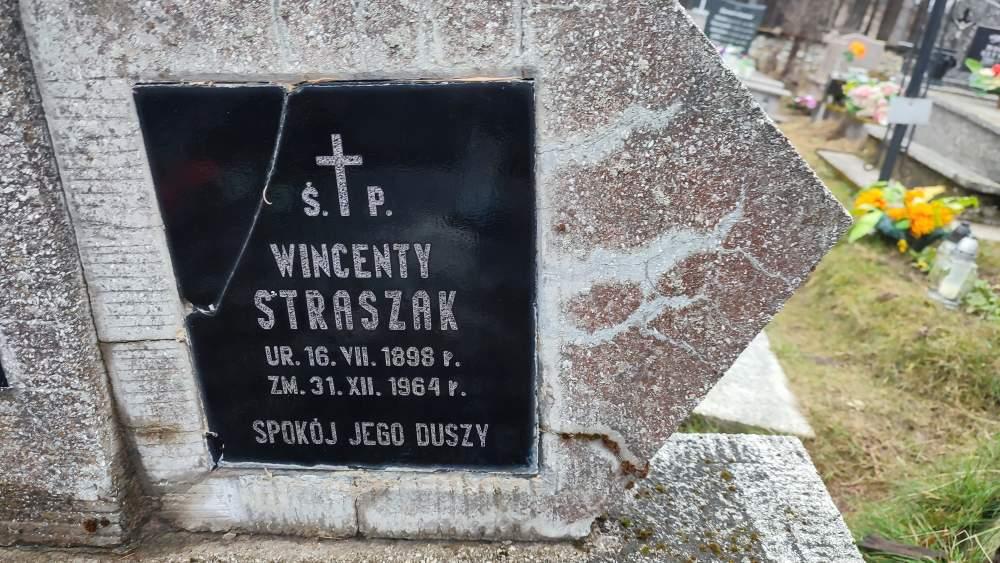 Ś. P.
WINCENTY
STRASZAK
UR. 16. VII. 1898 r.
ZM. 31. XII. 1964 r.
SPOKÓJ JEGO DUSZY